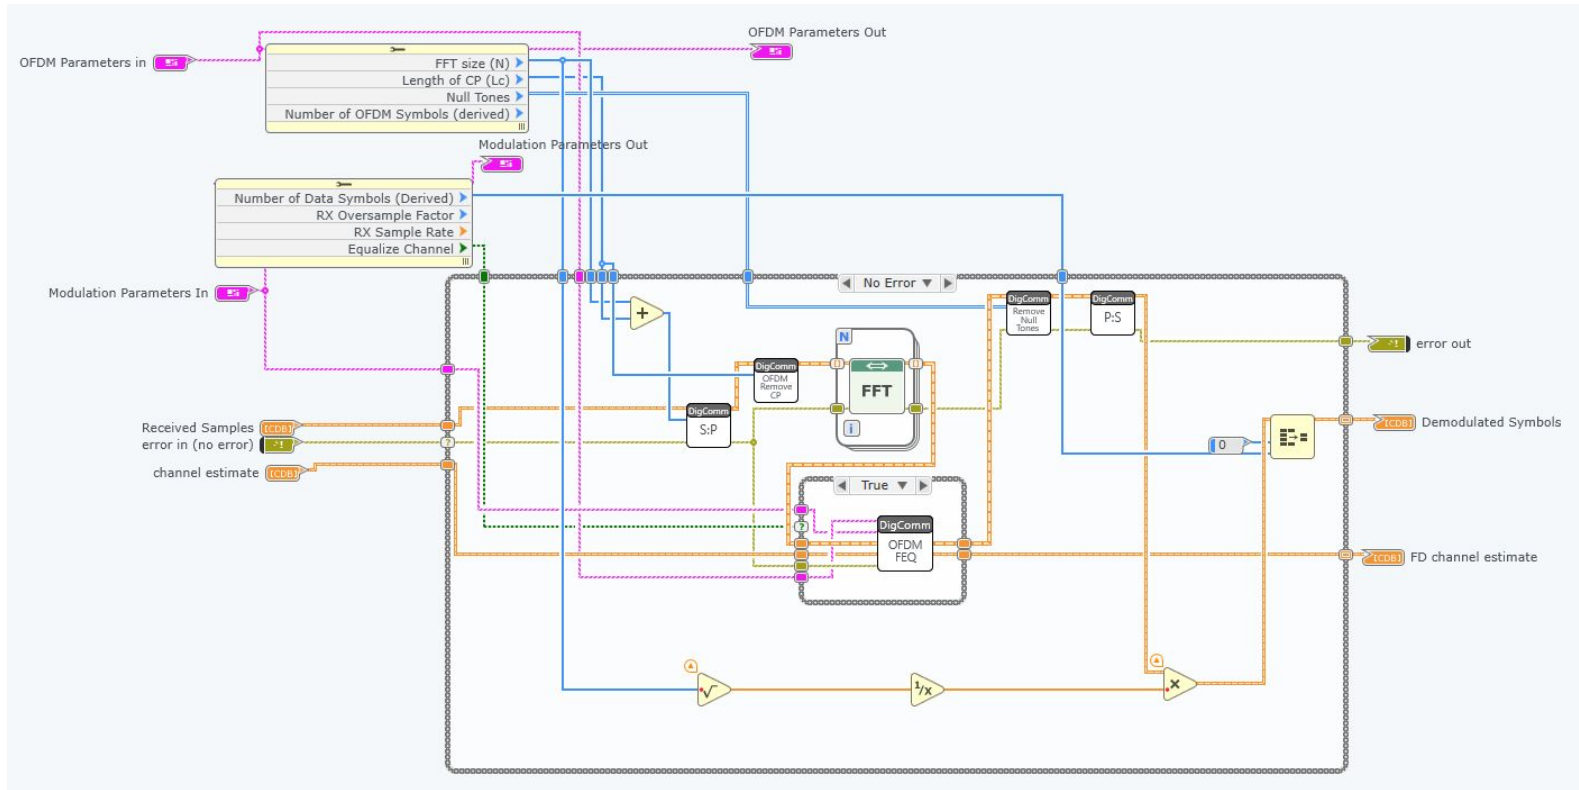 OFDM Parameters Out
OFDM Parameters in
FFT size (N)
Length of CP (Lc)
Null Tones
Number of OFDM Symbols (derived)
Modulation Parameters Out
Number of Data Symbols (Derived)
RX Oversample Factor
RX Sample Rate
Equalize Channel
Modulation Parameters In
No Error
+
DigComm
Remove
Null
Tones
DigComm
P:S
N
DigComm
OFDM
Remove
CP
FFT
i
error out
DigComm
S:P
Received Samples
[CDB]
error in (no error)
?
!
channel estimate
[CDB]
0
[CDB]
Demodulated Symbols
True
?
DigComm
OFDM
FEQ
[CDB]
FD channel estimate
√
1/x
×